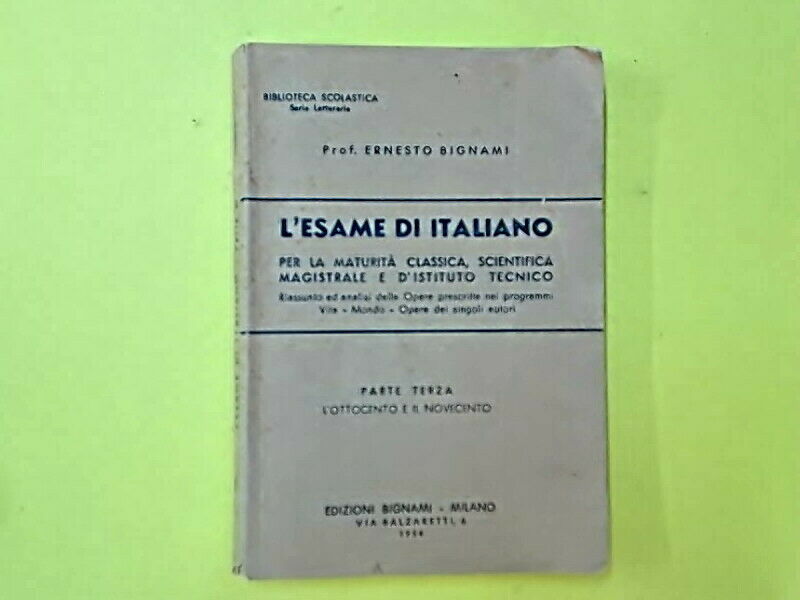 BIBLIOTECA SCOLASTICA
Serie Letteraria
Prof. ERNESTO BIGNAMI
L'ESAME DI ITALIANO
PER LA MATURITÀ CLASSICA, SCIENTIFICA
MAGISTRALE E D'ISTITUTO TECNICO
Riassunto ed analisi delle Opere prescritte nei programmi
Vita - Mondo - Opere dei singoli autori
PARTE TERZA
L'OTTOCENTO E IL NOVECENTO
EDIZIONI BIGNAMI - MILANO
VIA BALZARETTI, 6